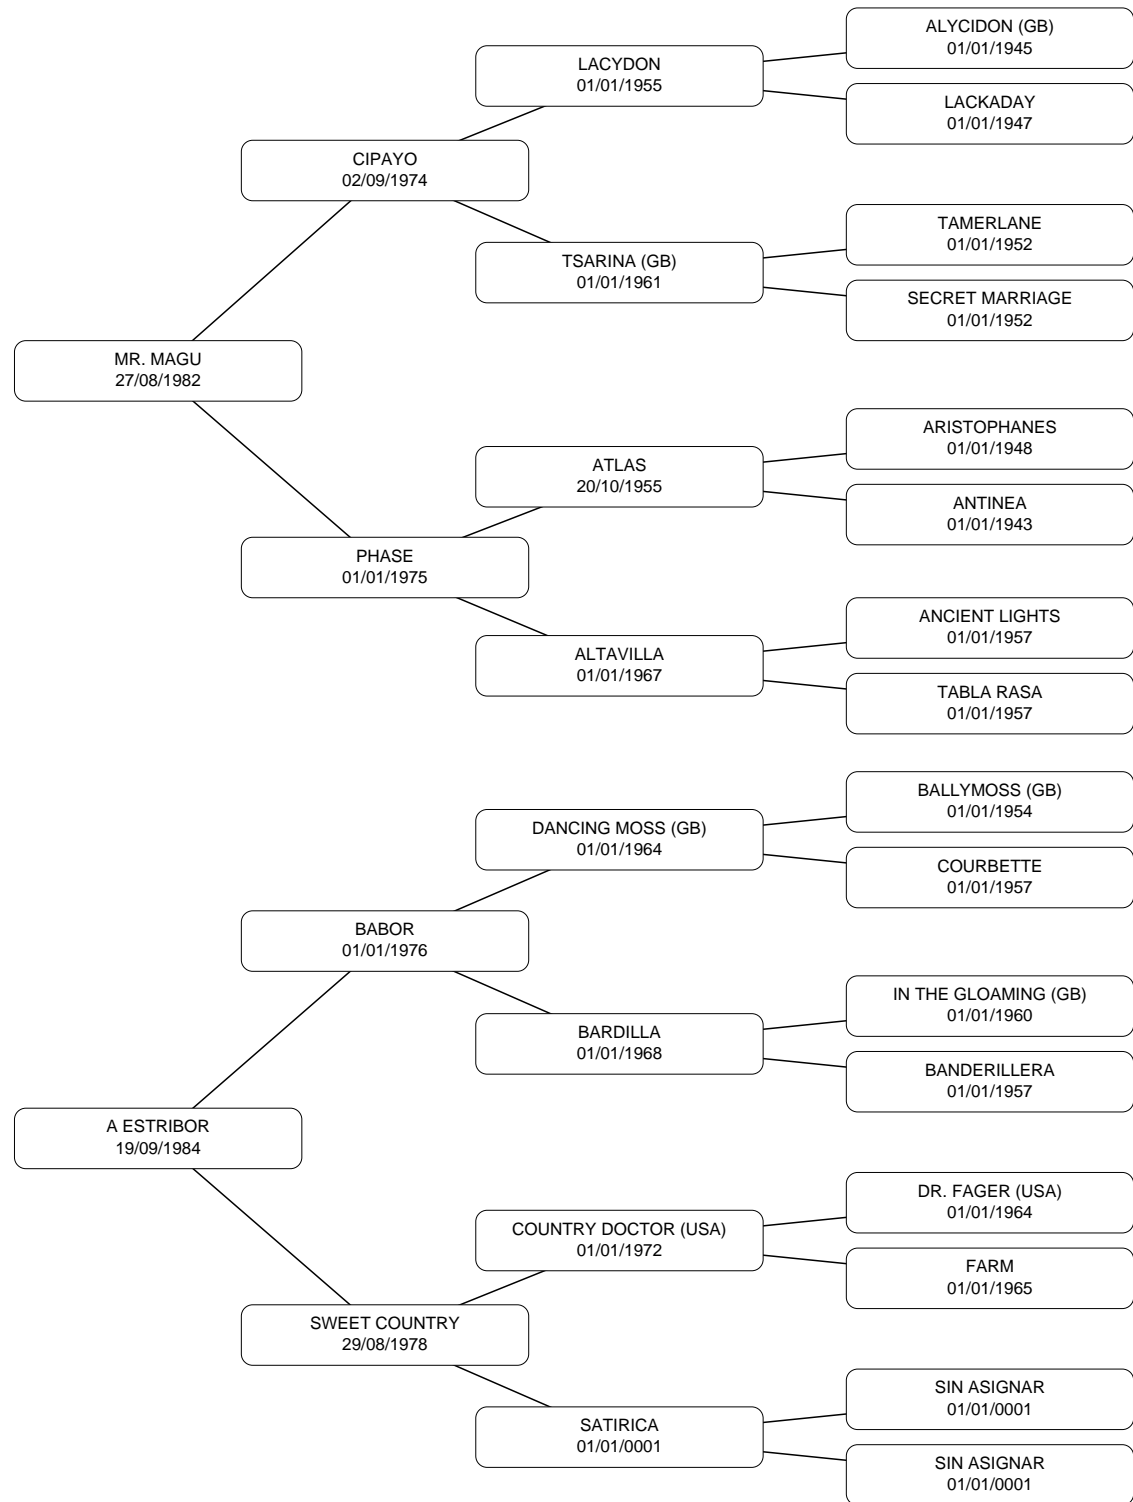 ALYCIDON (GB)
01/01/1945
LACYDON
01/01/1955
LACKADAY
01/01/1947
CIPAYO
02/09/1974
TAMERLANE
01/01/1952
TSARINA (GB)
01/01/1961
SECRET MARRIAGE
01/01/1952
MR. MAGU
27/08/1982
ARISTOPHANES
01/01/1948
ATLAS
20/10/1955
ANTINEA
01/01/1943
PHASE
01/01/1975
ANCIENT LIGHTS
01/01/1957
ALTAVILLA
01/01/1967
TABLA RASA
01/01/1957
BALLYMOSS (GB)
01/01/1954
DANCING MOSS (GB)
01/01/1964
COURBETTE
01/01/1957
BABOR
01/01/1976
IN THE GLOAMING (GB)
01/01/1960
BARDILLA
01/01/1968
BANDERILLERA
01/01/1957
A ESTRIBOR
19/09/1984
DR. FAGER (USA)
01/01/1964
COUNTRY DOCTOR (USA)
01/01/1972
FARM
01/01/1965
SWEET COUNTRY
29/08/1978
SIN ASIGNAR
01/01/0001
SATIRICA
01/01/0001
SIN ASIGNAR
01/01/0001